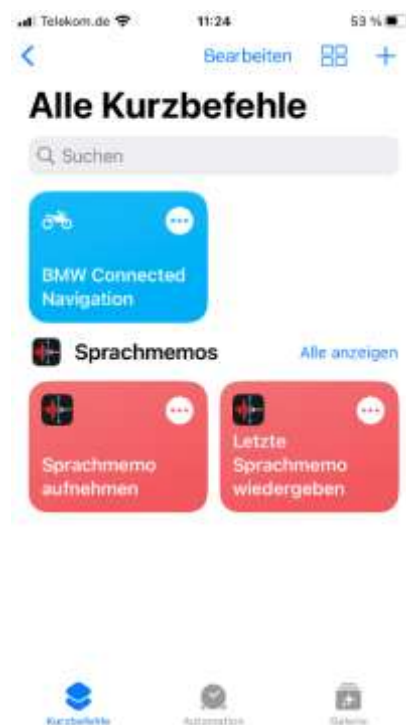 Telekom.de 11:24 53 %
Bearbeiten
Alle Kurzbefehle
Suchen
BMW Connected
Navigation
Sprachmemos Alle anzeigen
Sprachmemo
aufnehmen
Letzte
Sprachmemo
wiedergeben
Kurzbefehle Automation Galerie